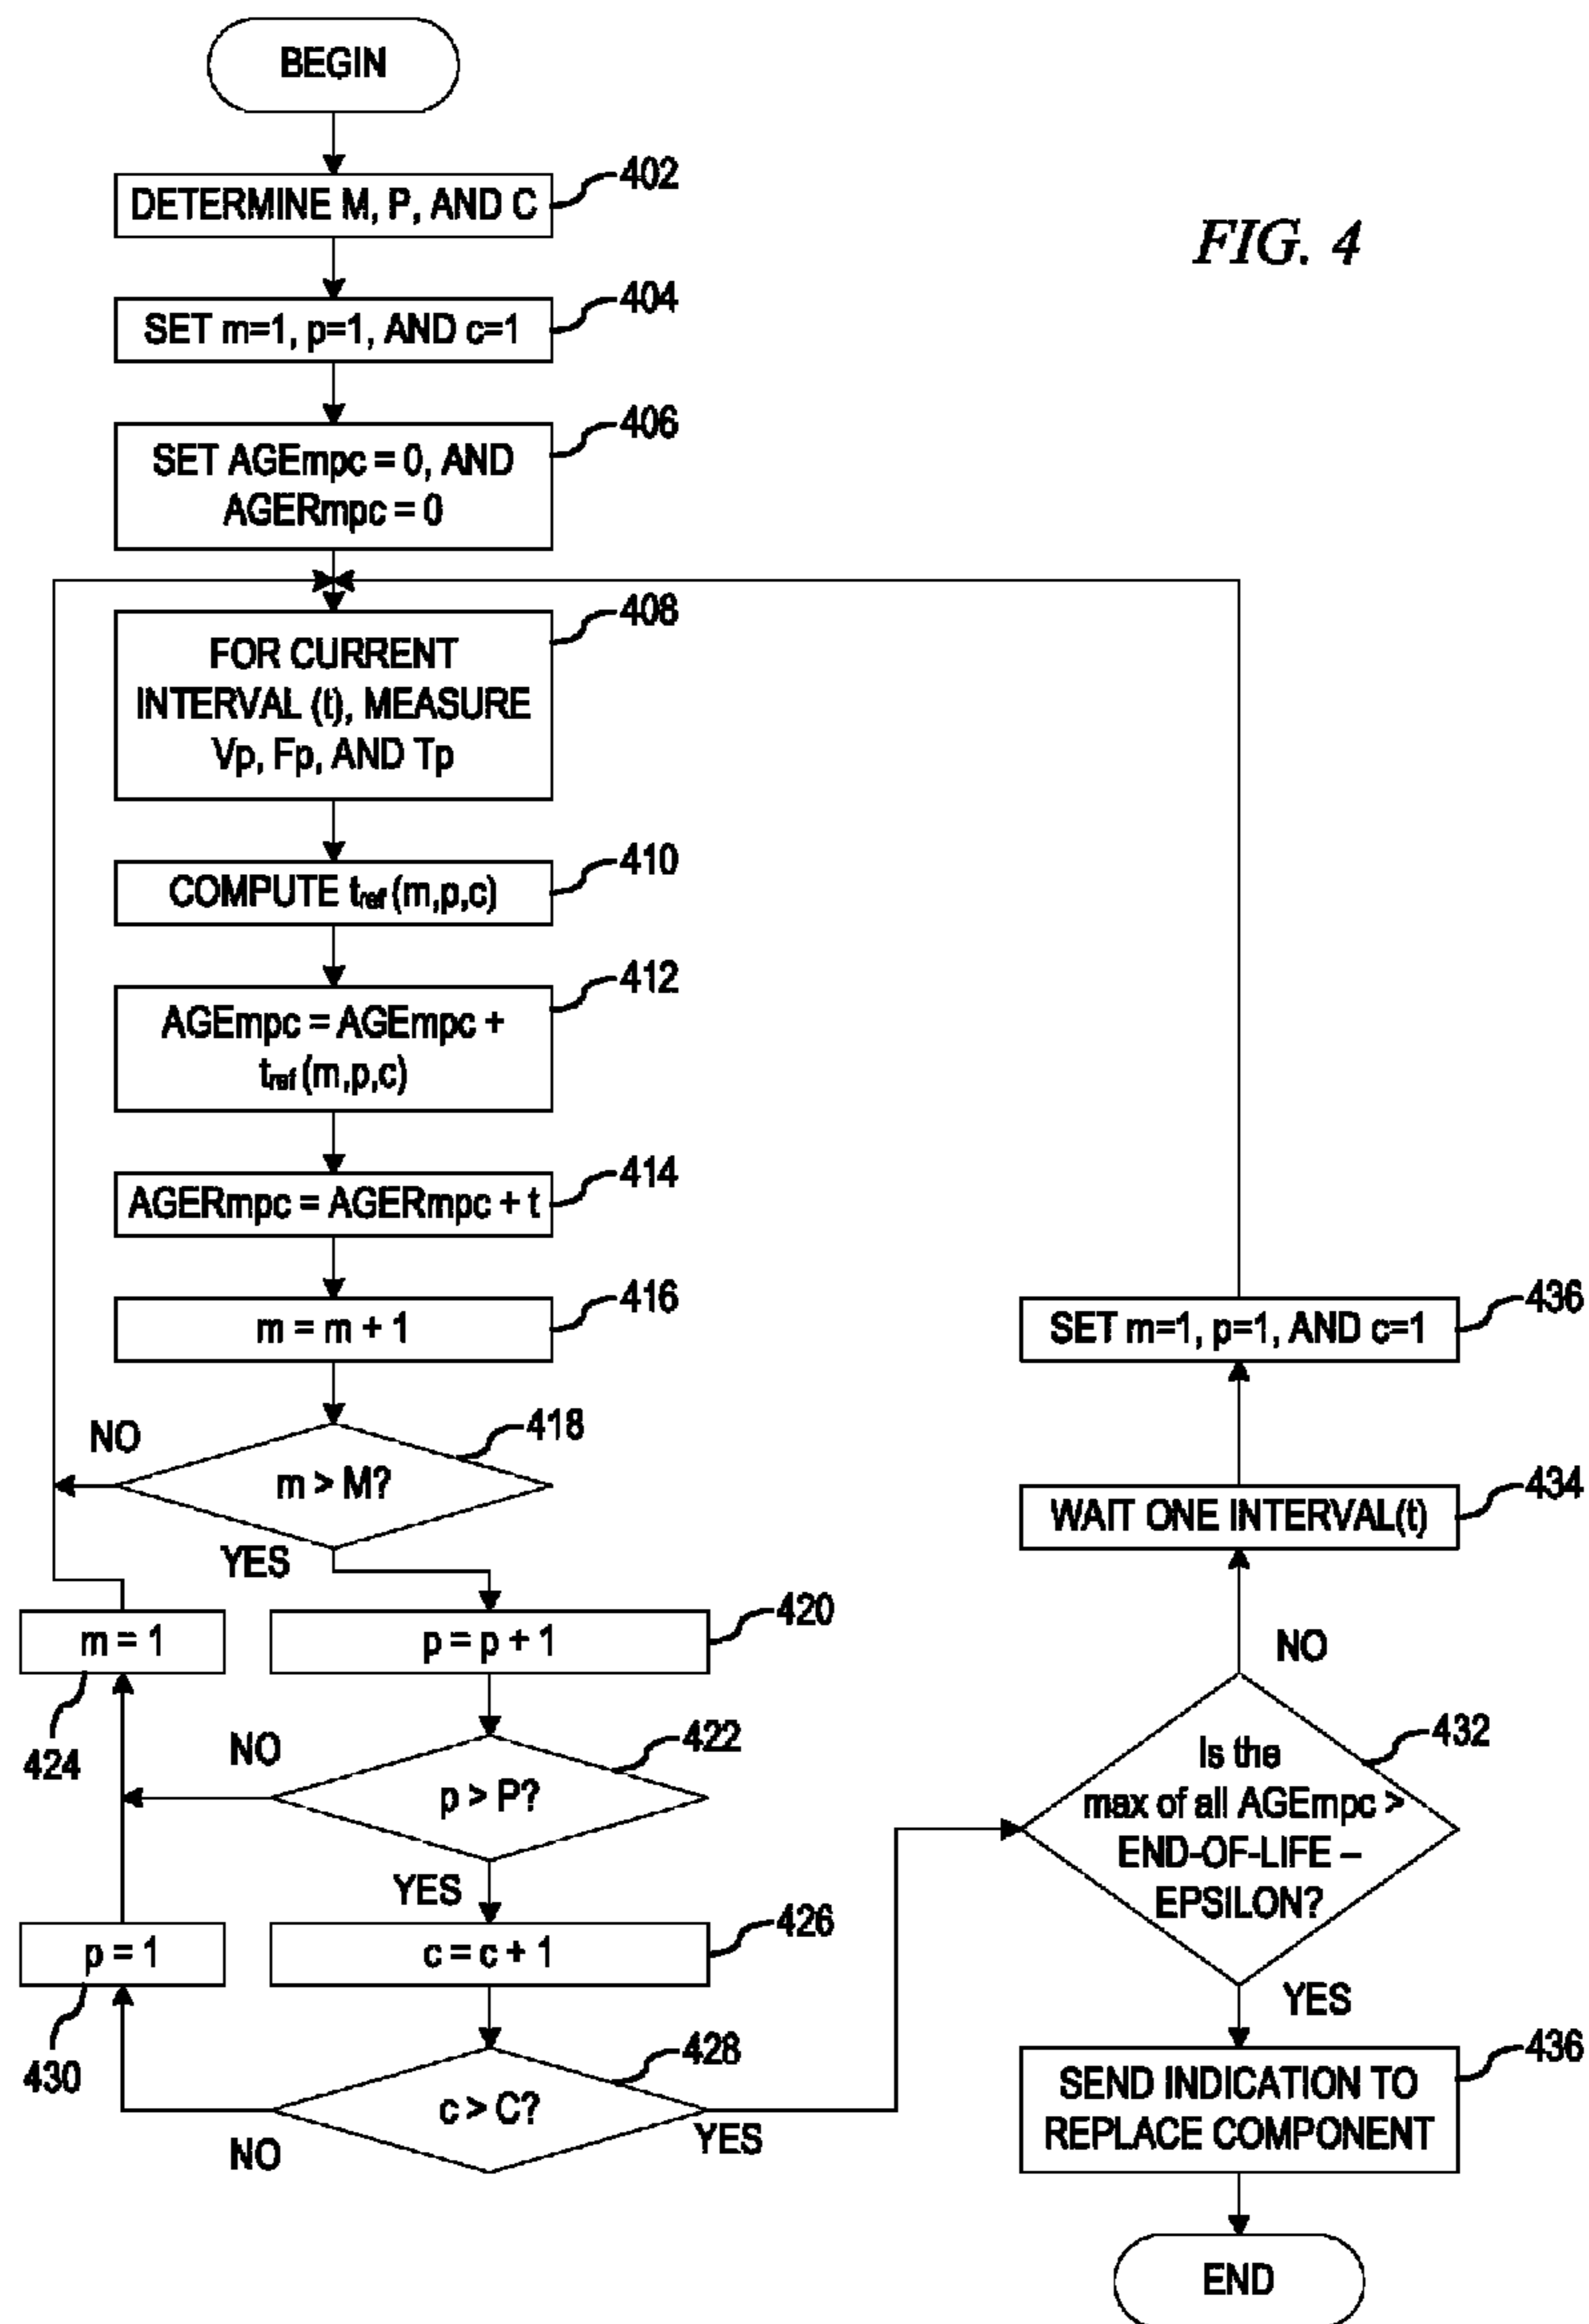 BEGIN
DETERMINE M, P, AND C
402
FIG. 4
SET m=1, p=1, AND c=1
404
SET AGEmpc = 0, AND
AGERmpc = 0
406
FOR CURRENT
INTERVAL (t), MEASURE
Vp, Fp, AND Tp
408
COMPUTE tref (m,p,c)
410
AGEmpc = AGEmpc +
tref (m,p,c)
412
AGERmpc = AGERmpc + t
414
m = m + 1
416
m > M?
418
NO
YES
p = p + 1
420
m = 1
424
p > P?
422
NO
YES
c = c + 1
426
p = 1
430
c > C?
428
NO
YES
Is the
max of all AGEmpc >
END-OF-LIFE –
EPSILON?
432
NO
WAIT ONE INTERVAL(t)
434
SET m=1, p=1, AND c=1
436
YES
SEND INDICATION TO
REPLACE COMPONENT
436
END